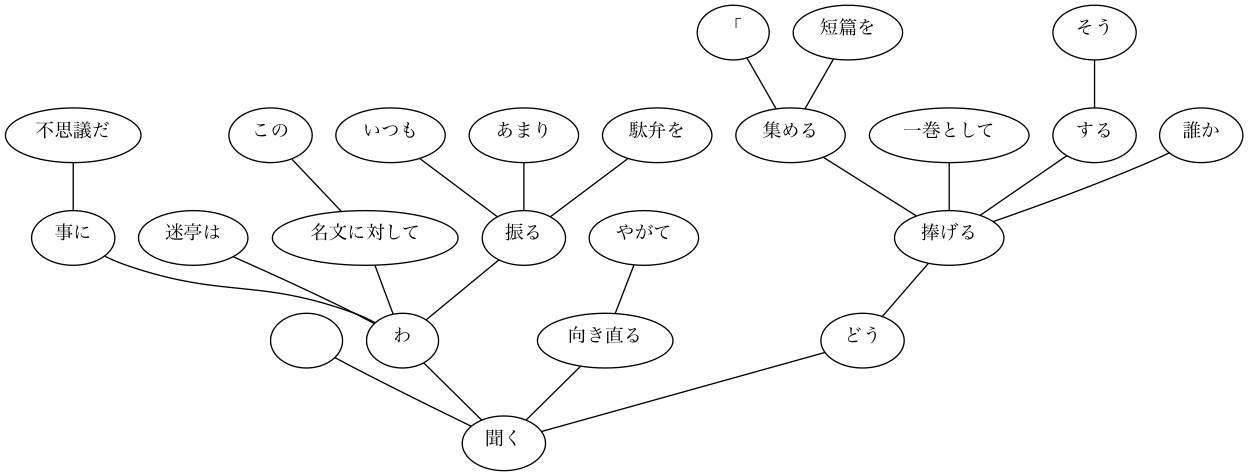 「 短篇を そう
不思議だ この いつも あまり 駄弁を 集める 一巻として する 誰か
事に 迷亭は 名文に対して 振る やがて 捧げる
わ 向き直る どう
聞く